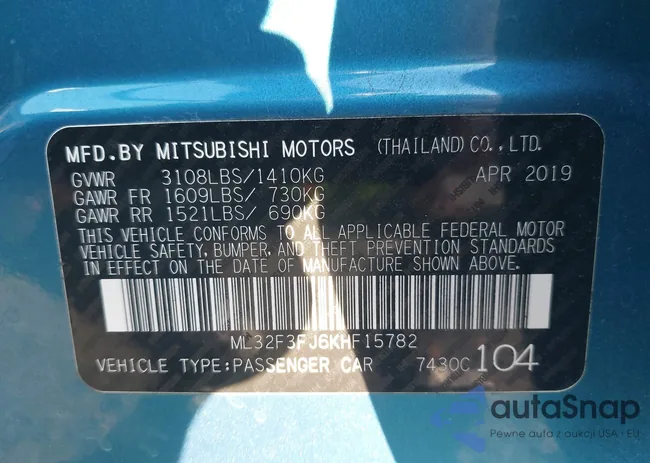 MFD.BY MITSUBISHI MOTORS (THAILAND) CO.,LTD.
GVWR 3108LBS/1410KG APR 2019
GAWR FR 1609LBS/ 730KG
GAWR RR 1521LBS/ 690KG
THIS VEHICLE CONFORMS TO ALL APPLICABLE FEDERAL MOTOR
VEHICLE SAFETY, BUMPER, AND THEFT PREVENTION STANDARDS
IN EFFECT ON THE DATE OF MANUFACTURE SHOWN ABOVE.
ML32F3FJ6KHF15782
VEHICLE TYPE:PASSENGER CAR 7430C 104
autoSnap
Pewne auta z aukcji USA i EU